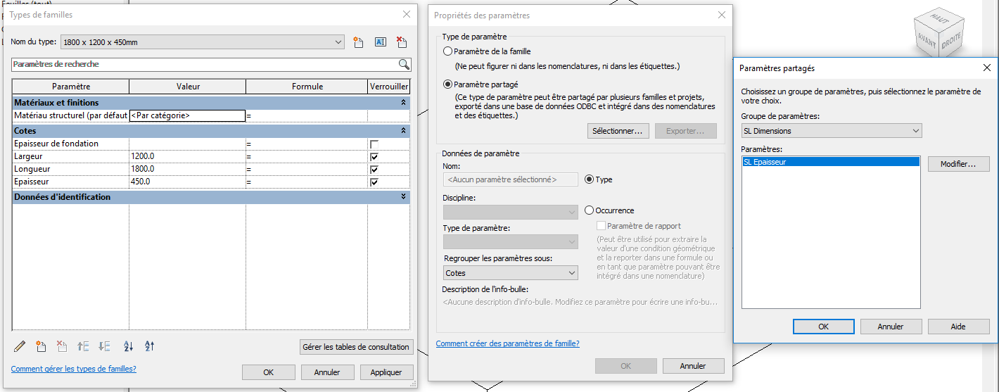 Feuilles (tout)
Types de familles
Nom du type:
1800 x 1200 x 450mm
Paramètres de recherche
Paramètre
Valeur
Formule
Verrouiller
Matériaux et finitions
Matériau structurel (par défaut
<Par catégorie>
=
Cotes
Epaisseur de fondation
=
Largeur
1200.0
=
Longueur
1800.0
=
Epaisseur
450.0
=
Données d'identification
Gérer les tables de consultation
Comment gérer les types de familles?
OK
Annuler
Appliquer
Propriétés des paramètres
Type de paramètre
Paramètre de la famille
(Ne peut figurer ni dans les nomenclatures, ni dans les étiquettes.)
Paramètre partagé
(Ce type de paramètre peut être partagé par plusieurs familles et projets,
exporté dans une base de données ODBC et intégré dans des nomenclatures
et des étiquettes.)
Sélectionner...
Exporter...
Données de paramètre
Nom:
<Aucun paramètre sélectionné>
Type
Discipline:
Occurrence
Paramètre de rapport
Type de paramètre:
(Peut être utilisé pour extraire la
valeur d'une condition géométrique
et la reporter dans une formule ou
en tant que paramètre pouvant être
intégré dans une nomenclature)
Regrouper les paramètres sous:
Cotes
Description de l'info-bulle:
<Aucune description d'info-bulle. Modifiez ce paramètre pour écrire une info-bu...
Comment créer des paramètres de famille?
OK
Annuler
HAUT
AVANT
DROITE
Paramètres partagés
Choisissez un groupe de paramètres, puis sélectionnez le paramètre de
votre choix.
Groupe de paramètres:
SL Dimensions
Paramètres:
SL Epaisseur
Modifier...
OK
Annuler
Aide